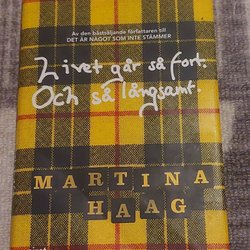 Av den bästsäljande författaren till
DET ÄR NÅGOT SOM INTE STÄMMER
Livet går så fort.
Och så långsamt.
MARTINA
HAAG